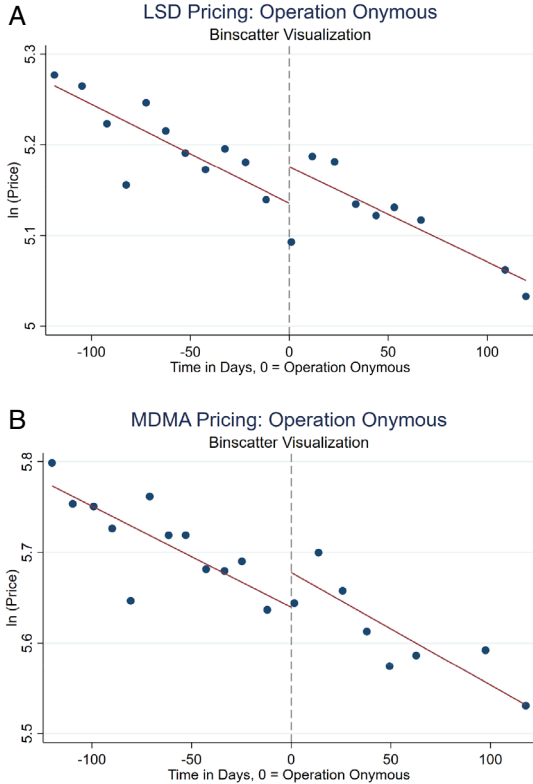 A
LSD Pricing: Operation Onymous
Binscatter Visualization
5.3
5.2
5.1
5
ln (Price)
-100 -50 0 50 100
Time in Days, 0 = Operation Onymous
B
MDMA Pricing: Operation Onymous
Binscatter Visualization
5.8
5.7
5.6
5.5
ln (Price)
-100 -50 0 50 100
Time in Days, 0 = Operation Onymous